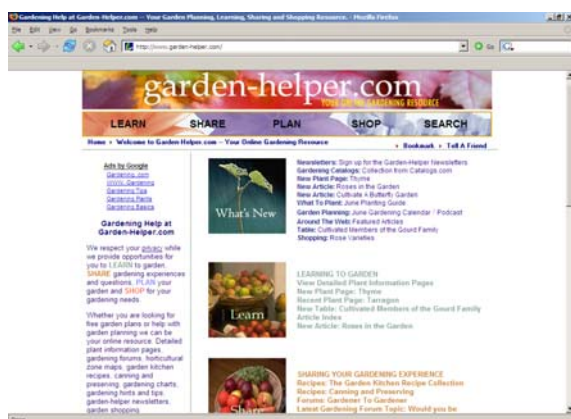 Gardening Help at Garden-Helper.com -- Your Garden Planning, Learning, Sharing and Shopping Resource. - Mozilla Firefox
File Edit View Go Bookmarks Tools Help
http://www.garden-helper.com/
Go
garden-helper.com
YOUR ONLINE GARDENING RESOURCE
LEARN SHARE PLAN SHOP SEARCH
Home » Welcome to Garden-Helper.com -- Your Online Gardening Resource
» Bookmark » Tell A Friend
Ads by Google
Gardening .com
Gardening
Gardening Tips
Gardening Plants
Gardening Basics
Gardening Help at
Garden-Helper.com
We respect your privacy while
we provide opportunities for
you to LEARN to garden,
SHARE gardening experiences
and questions, PLAN your
garden and SHOP for your
gardening needs.
Whether you are looking for
free garden plans or help with
garden planning we can be
your online resource. Detailed
plant information pages,
gardening forums, horticultural
zone maps, garden kitchen
recipes, canning and
preserving, gardening charts,
gardening hints and tips,
garden-helper newsletters,
garden shopping
What's New
Newsletters: Sign up for the Garden-Helper Newsletters
Gardening Catalogs: Collection from Catalogs.com
New Plant Page: Thyme
New Article: Roses in the Garden
New Article: Cultivate A Butterfly Garden
What To Plant: June Planting Guide
Garden Planning: June Gardening Calendar / Podcast
Around The Web: Featured Articles
Table: Cultivated Members of the Gourd Family
Shopping: Rose Varieties
Learn
LEARNING TO GARDEN
View Detailed Plant Information Pages
New Plant Page: Thyme
Recent Plant Page: Tarragon
New Table: Cultivated Members of the Gourd Family
Article Index
New Article: Roses in the Garden
Share
SHARING YOUR GARDENING EXPERIENCE
Recipes: The Garden Kitchen Recipe Collection
Recipes: Canning and Preserving
Forums: Gardener To Gardener
Latest Gardening Forum Topic: Would you be